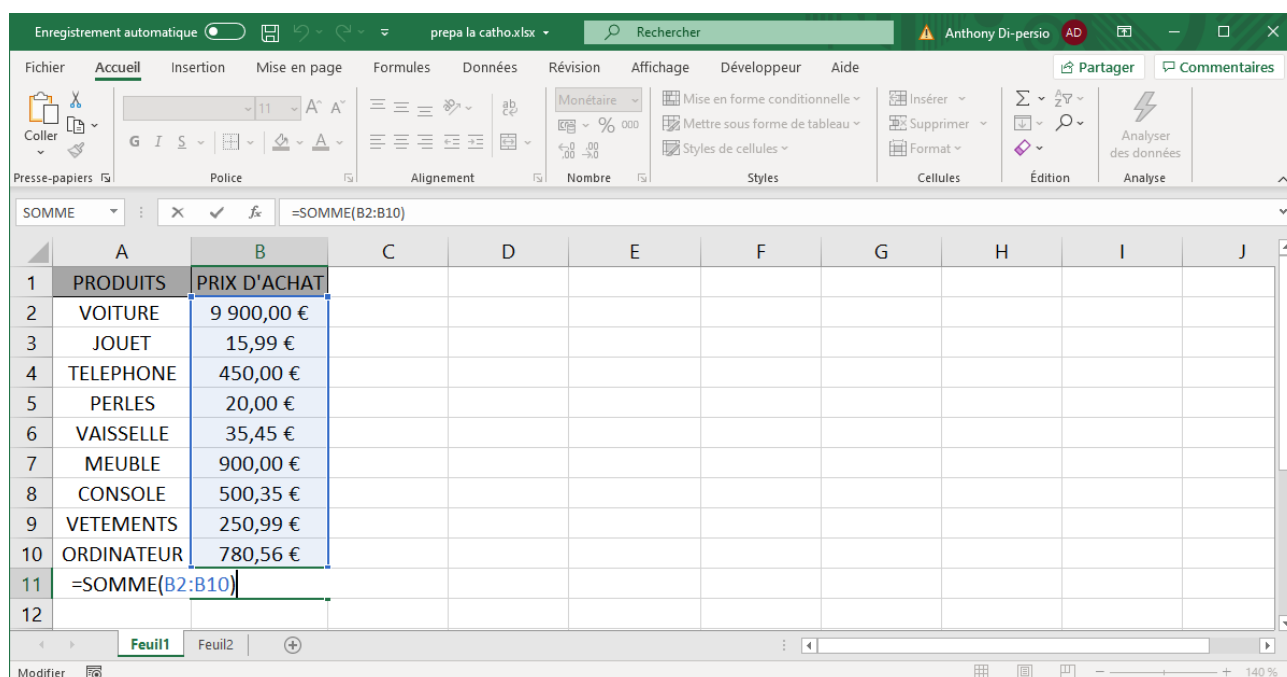 Enregistrement automatique prepa la catho.xlsx Rechercher Anthony Di-persio AD
Fichier Accueil Insertion Mise en page Formules Données Révision Affichage Développeur Aide Partager Commentaires
Coller 11 A A ab Monétaire Mise en forme conditionnelle Insérer Σ
G I S A % 000 Mettre sous forme de tableau Supprimer Analyser des données
Styles de cellules Format
Presse-papiers Police Alignement Nombre Styles Cellules Édition Analyse
SOMME fx =SOMME(B2:B10)
A B C D E F G H I J
1 PRODUITS PRIX D'ACHAT
2 VOITURE 9 900,00 €
3 JOUET 15,99 €
4 TELEPHONE 450,00 €
5 PERLES 20,00 €
6 VAISSELLE 35,45 €
7 MEUBLE 900,00 €
8 CONSOLE 500,35 €
9 VETEMENTS 250,99 €
10 ORDINATEUR 780,56 €
11 =SOMME(B2:B10)
12
Feuil1 Feuil2
Modifier 140 %